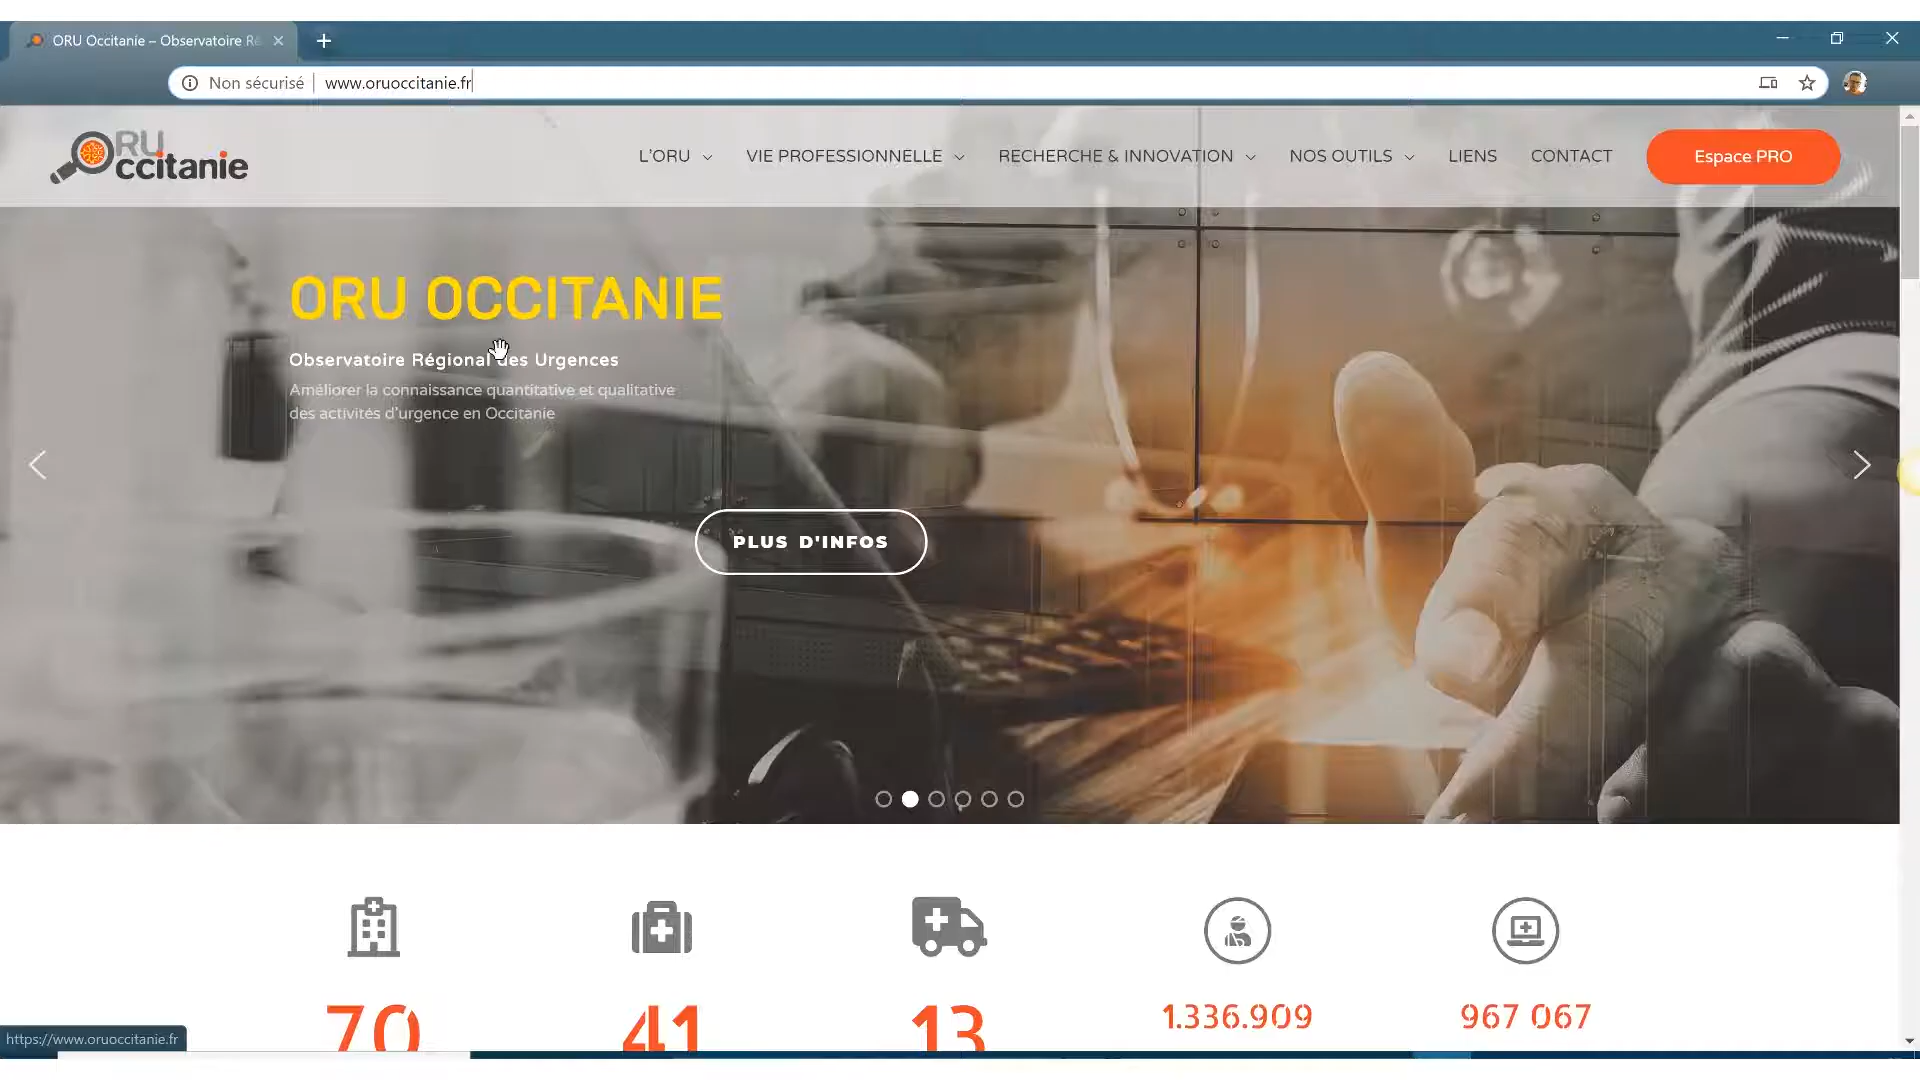 ORU Occitanie – Observatoire Ré
Non sécurisé
www.oruoccitanie.fr
ORU
Occitanie
L'ORU
VIE PROFESSIONNELLE
RECHERCHE & INNOVATION
NOS OUTILS
LIENS
CONTACT
Espace PRO
ORU OCCITANIE
Observatoire Régional des Urgences
Améliorer la connaissance quantitative et qualitative
des activités d'urgence en Occitanie
PLUS D'INFOS
70
41
13
1.336.909
967 067
https://www.oruoccitanie.fr